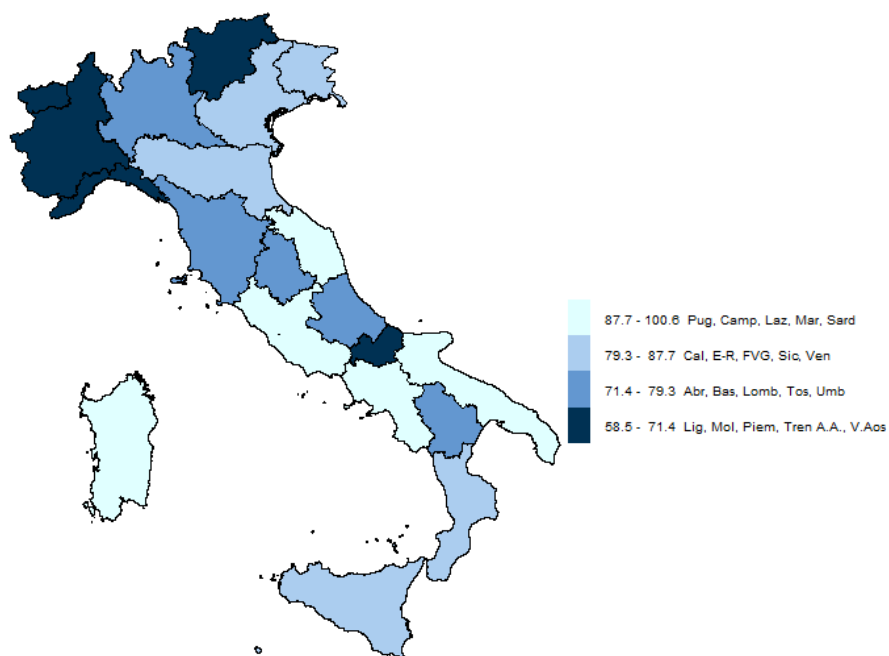 87.7 - 100.6 Pug, Camp, Laz, Mar, Sard
79.3 - 87.7 Cal, E-R, FVG, Sic, Ven
71.4 - 79.3 Abr, Bas, Lomb, Tos, Umb
58.5 - 71.4 Lig, Mol, Piem, Tren A.A., V.Aos